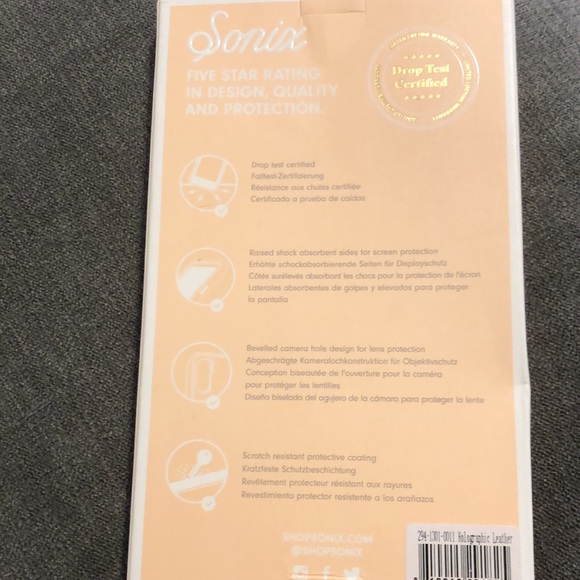 Sonix
FIVE STAR RATING
IN DESIGN, QUALITY
AND PROTECTION.
Drop Test
Certified
Drop test certified
Falltest-Zertifizierung
Résistance aux chutes certifiée
Certificado a prueba de caídas
Raised shock absorbent sides for screen protection
Erhöhte schockabsorbierende Seiten für Displayschutz
Côtés surélevés absorbant les chocs pour la protection de l'écran
Laterales absorbentes de golpes y elevados para proteger
la pantalla
Bevelled camera hole design for lens protection
Abgeschrägte Kameralochkonstruktion für Objektivschutz
Conception biseautée de l'ouverture pour la caméra
pour protéger les lentilles
Diseño biselado del agujero de la cámara para proteger la lente
Scratch resistant protective coating
Kratzfeste Schutzbeschichtung
Revêtement protecteur résistant aux rayures
Revestimiento protector resistente a los arañazos
SHOPSONIX.COM
@SHOPSONIX
294-1301-0011 Holographic Leather